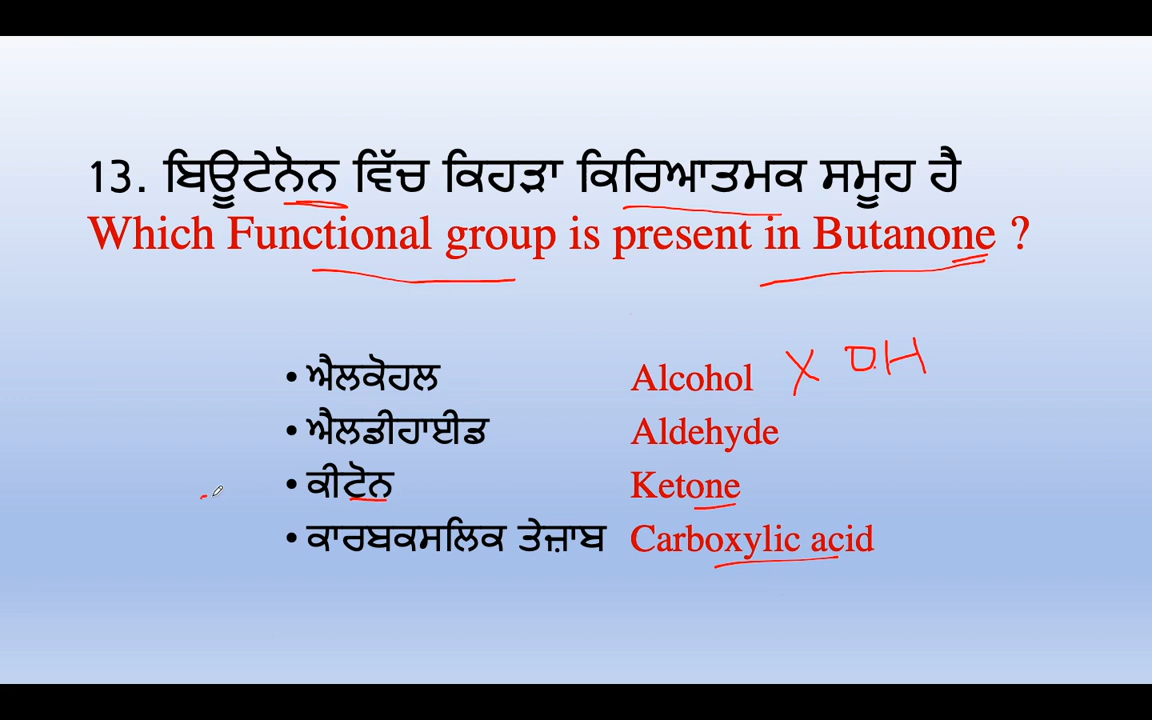 13. ਬਿਊਟੇਨੋਨ ਵਿੱਚ ਕਿਹੜਾ ਕਿਰਿਆਤਮਕ ਸਮੂਹ ਹੈ
Which Functional group is present in Butanone ?
• ਐਲਕੋਹਲ Alcohol X OH
• ਐਲਡੀਹਾਈਡ Aldehyde
• ਕੀਟੋਨ Ketone
• ਕਾਰਬਕਸਲਿਕ ਤੇਜ਼ਾਬ Carboxylic acid